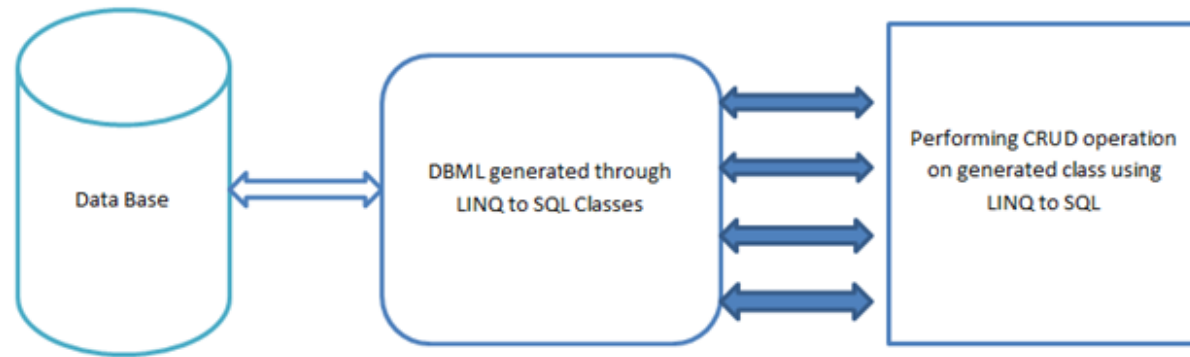 Data Base
DBML generated through
LINQ to SQL Classes
Performing CRUD operation
on generated class using
LINQ to SQL